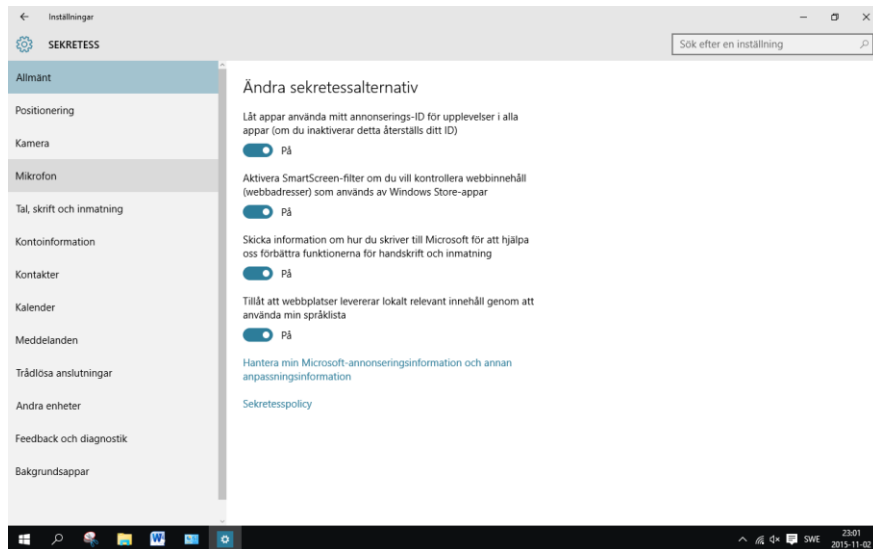 Inställningar
SEKRETESS
Sök efter en inställning
Allmänt
Positionering
Kamera
Mikrofon
Tal, skrift och inmatning
Kontoinformation
Kontakter
Kalender
Meddelanden
Trådlösa anslutningar
Andra enheter
Feedback och diagnostik
Bakgrundsappar
Ändra sekretessalternativ
Låt appar använda mitt annonserings-ID för upplevelser i alla
appar (om du inaktiverar detta återställs ditt ID)
På
Aktivera SmartScreen-filter om du vill kontrollera webbinnehåll
(webbadresser) som används av Windows Store-appar
På
Skicka information om hur du skriver till Microsoft för att hjälpa
oss förbättra funktionerna för handskrift och inmatning
På
Tillåt att webbplatser levererar lokalt relevant innehåll genom att
använda min språklista
På
Hantera min Microsoft-annonseringsinformation och annan
anpassningsinformation
Sekretesspolicy
SWE
23:01
2015-11-02